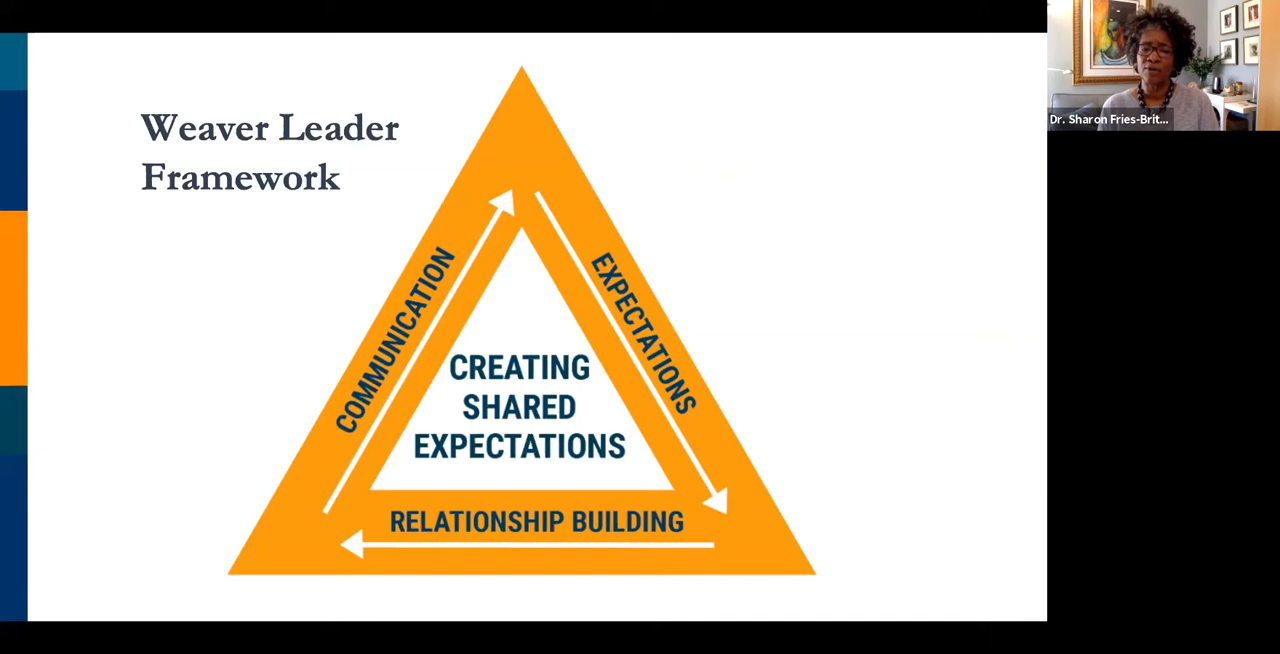 Weaver Leader
Framework
COMMUNICATION
EXPECTATIONS
CREATING
SHARED
EXPECTATIONS
RELATIONSHIP BUILDING
Dr. Sharon Fries-Brit...